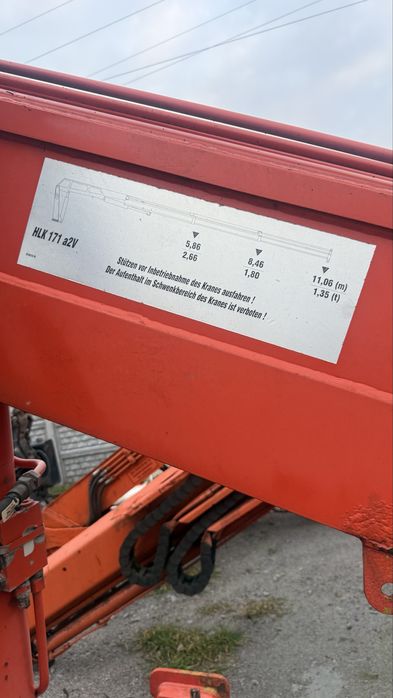 HLK 171 a2V
5,86
2,66
8,46
1,80
11,06 (m)
1,35 (t)
Stützen vor Inbetriebnahme des Kranes ausfahren !
Der Aufenthalt im Schwenkbereich des Kranes ist verboten !